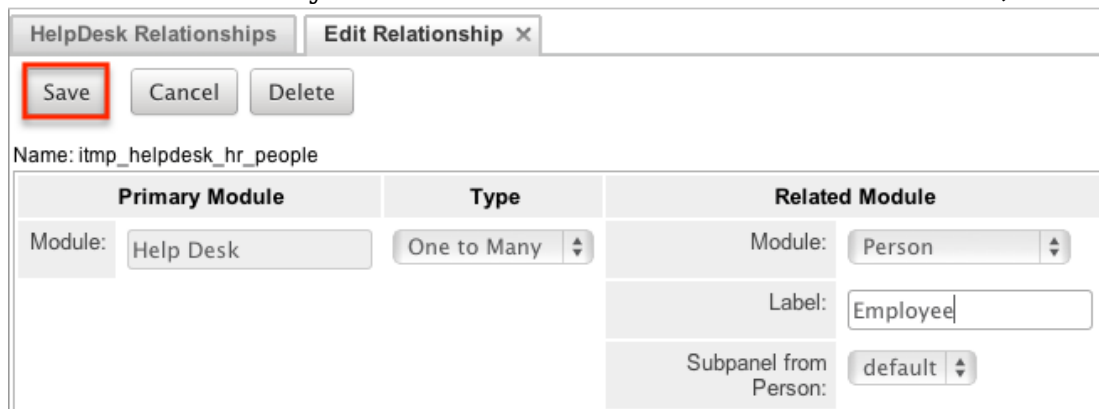 HelpDesk Relationships Edit Relationship ×
Save Cancel Delete
Name: itmp_helpdesk_hr_people
Primary Module Type Related Module
Module: Help Desk One to Many Module: Person
Label: Employee
Subpanel from default
Person: